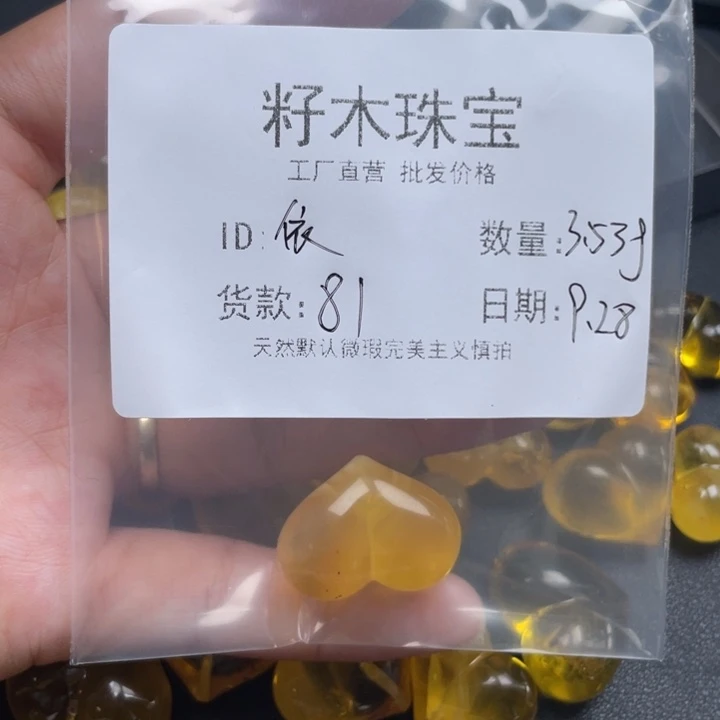 籽木珠宝
工厂直营 批发价格
ID:依 数量:3.53g
货款:81 日期:9.28
天然默认微瑕完美主义慎拍